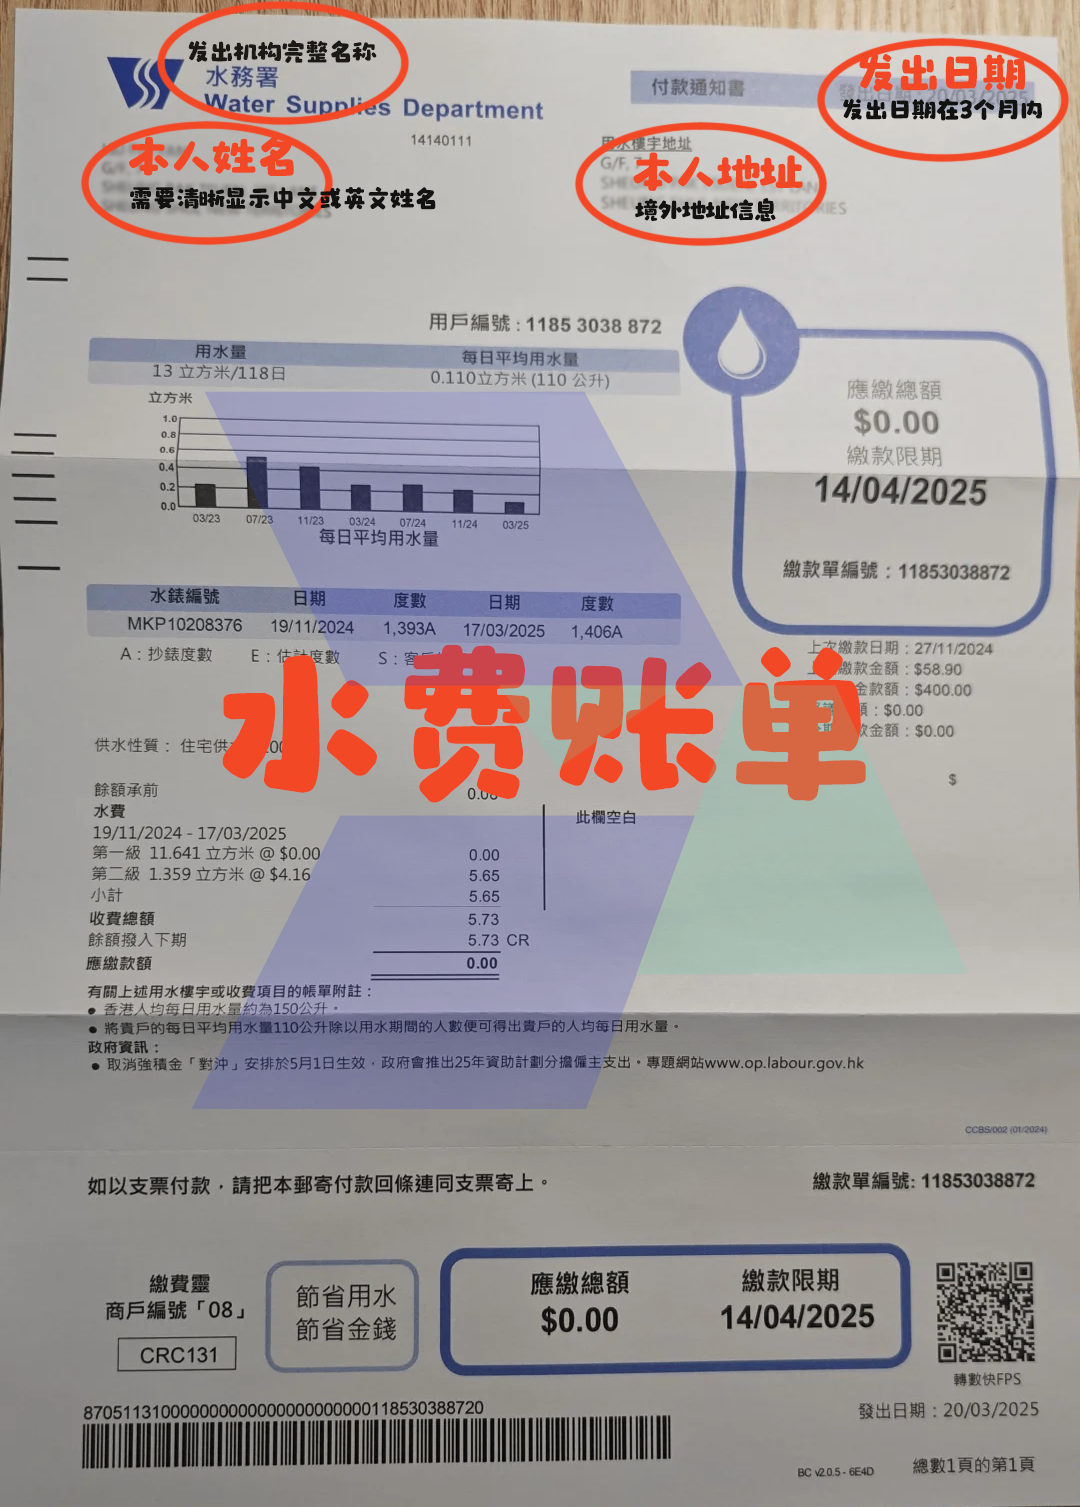 发出机构完整名称
水務署
Water Supplies Department
14140111
付款通知書
發出日期：20/03/2025
发出日期
发出日期在3个月内
本人姓名
需要清晰显示中文或英文姓名
G/F,
用水樓宇地址
G/F, 7
本人地址
境外地址信息
用戶編號：1185 3038 872
用水量 每日平均用水量
13 立方米/118日 0.110立方米 (110 公升)
立方米
1.0
0.8
0.6
0.4
0.2
0.0
03/23 07/23 11/23 03/24 07/24 11/24 03/25
每日平均用水量
應繳總額
$0.00
繳款限期
14/04/2025
繳款單編號：11853038872
水錶編號 日期 度數 日期 度數
MKP10208376 19/11/2024 1,393A 17/03/2025 1,406A
A：抄錶度數 E：估計度數 S：客戶
上次繳款日期：27/11/2024
繳款金額：$58.90
金款額：$400.00
額：$0.00
款金額：$0.00
$
水费账单
供水性質： 住宅供
餘額承前 0.08
水費
19/11/2024 - 17/03/2025
第一級 11.641 立方米 @ $0.00 0.00
第二級 1.359 立方米 @ $4.16 5.65
小計 5.65
收費總額 5.73
餘額撥入下期 5.73 CR
應繳款額 0.00
此欄空白
有關上述用水樓宇或收費項目的帳單附註：
● 香港人均每日用水量約為150公升。
● 將貴戶的每日平均用水量110公升除以用水期間的人數便可得出貴戶的人均每日用水量。
政府資訊：
● 取消強積金「對沖」安排於5月1日生效，政府會推出25年資助計劃分擔僱主支出。專題網站www.op.labour.gov.hk
CCBS/002 (01/2024)
如以支票付款，請把本郵寄付款回條連同支票寄上。
繳款單編號: 11853038872
繳費靈
商戶編號「08」
CRC131
節省用水
節省金錢
應繳總額 繳款限期
$0.00 14/04/2025
轉數快FPS
870511310000000000000000000000118530388720
發出日期：20/03/2025
BC v2.0.5 - 6E4D
總數1頁的第1頁